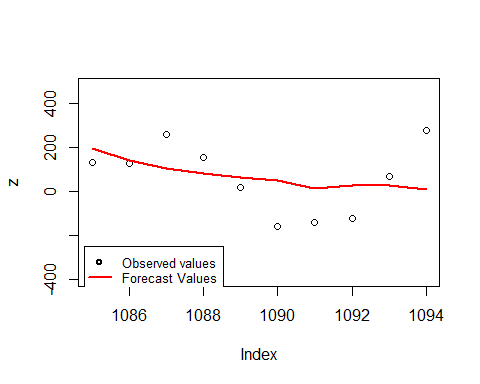 400
200
z
0
-400
Observed values
Forecast Values
1086 1088 1090 1092 1094
Index